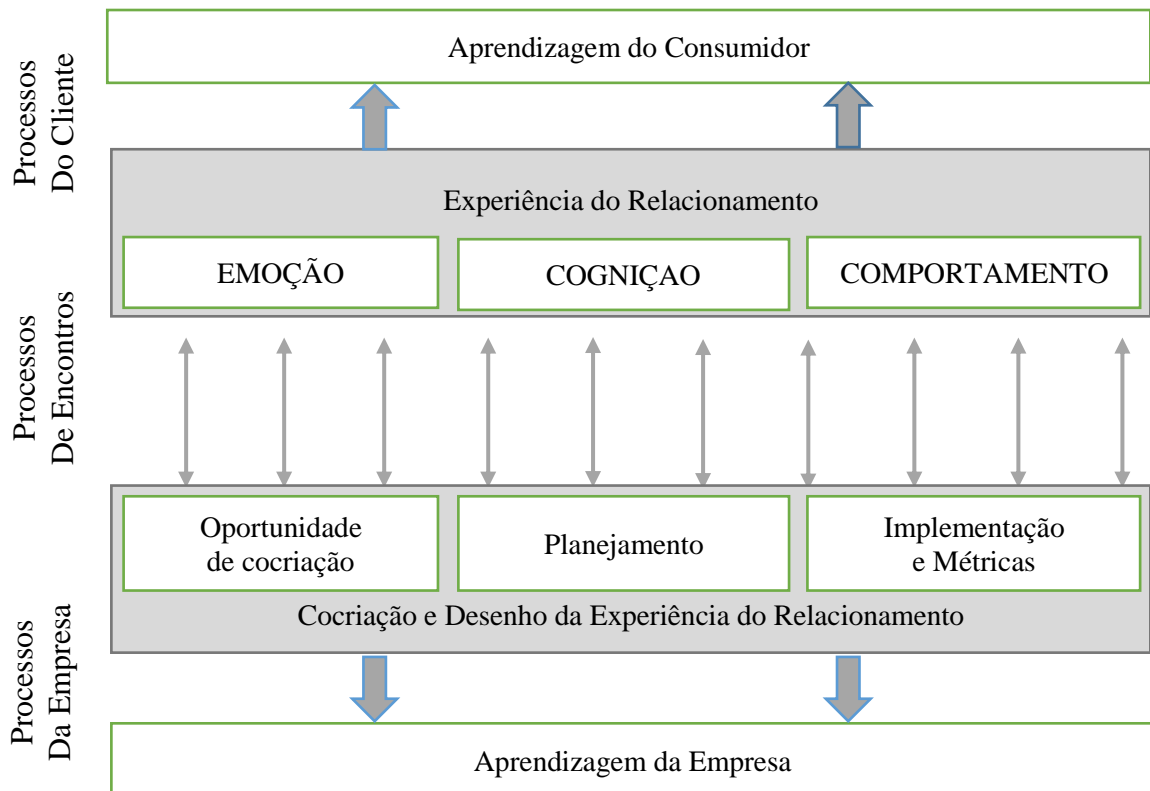 Processos
Do Cliente
Aprendizagem do Consumidor
Experiência do Relacionamento
EMOÇÃO
COGNIÇAO
COMPORTAMENTO
Processos
De Encontros
Oportunidade
de cocriação
Planejamento
Implementação
e Métricas
Cocriação e Desenho da Experiência do Relacionamento
Processos
Da Empresa
Aprendizagem da Empresa